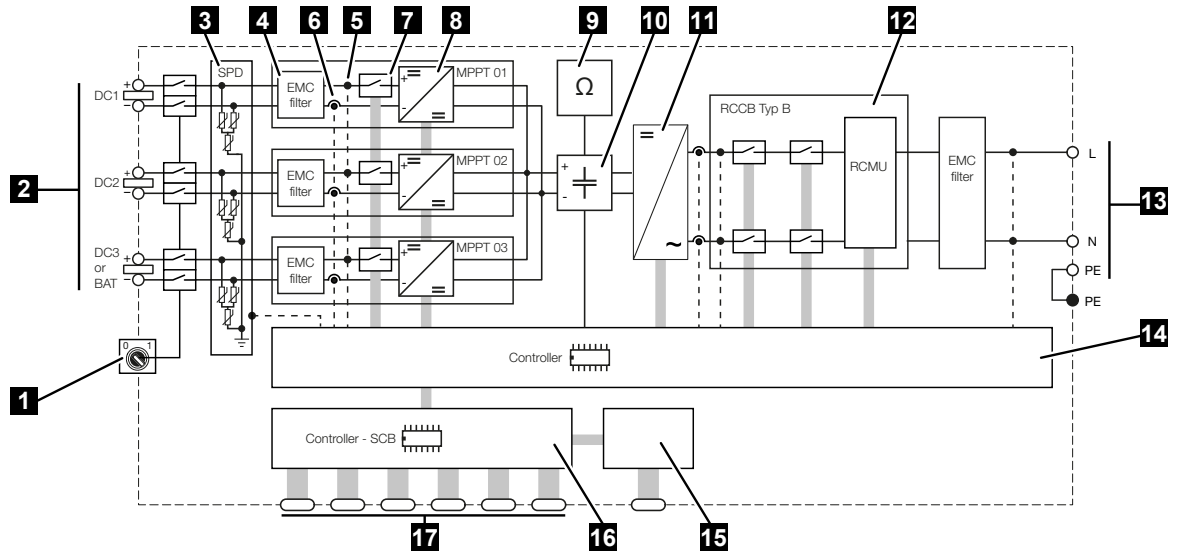 3
4
6
5
7
8
9
10
11
12
SPD
MPPT 01
EMC
filter
+
=
-
=
DC1
+
−
Ω
RCCB Typ B
RCMU
EMC
filter
L
2
DC2
+
−
MPPT 02
EMC
filter
+
=
-
=
+
-
=
~
13
N
DC3
or
BAT
+
−
MPPT 03
EMC
filter
+
=
-
=
PE
PE
0 1
1
Controller
14
Controller - SCB
17
16
15